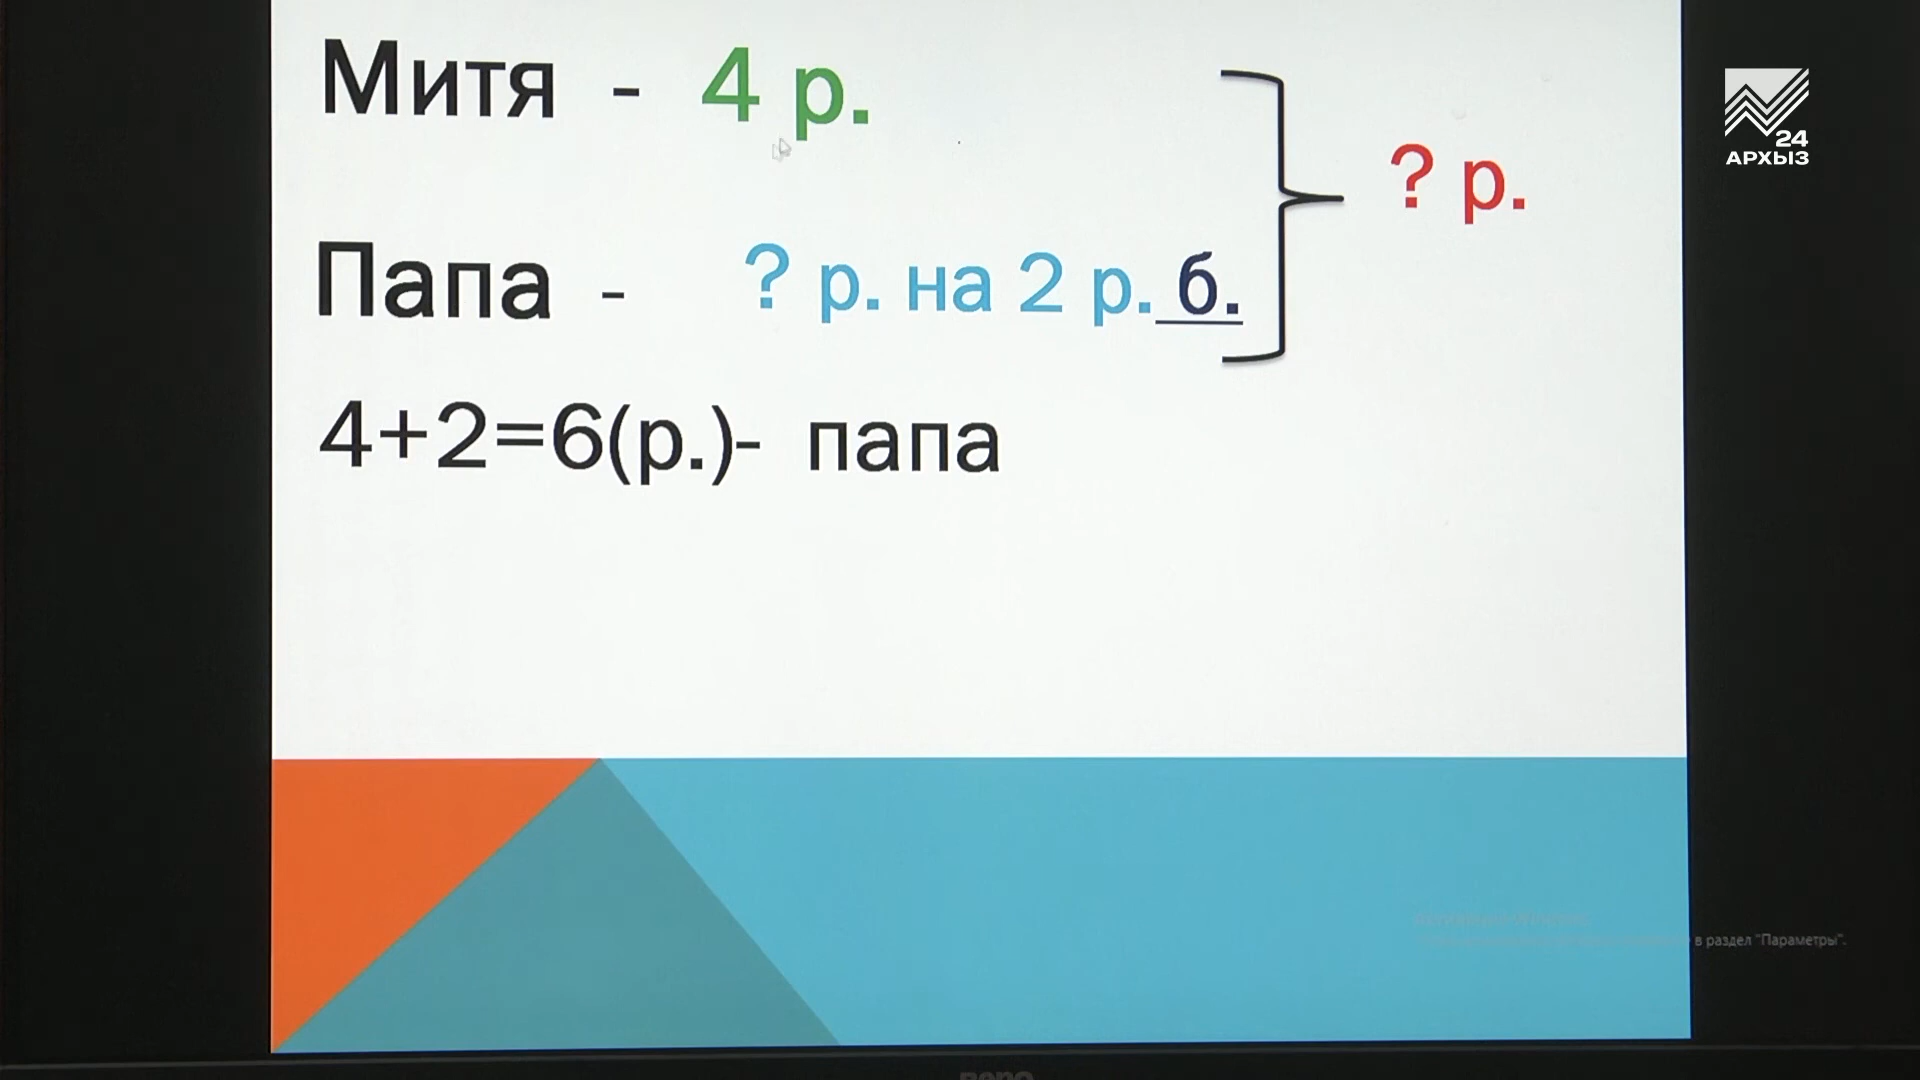 Митя - 4 р.
? р.
Папа - ? р. на 2 р. б.
4+2=6(р.)- папа
24
АРХЫЗ
в раздел "Параметры".